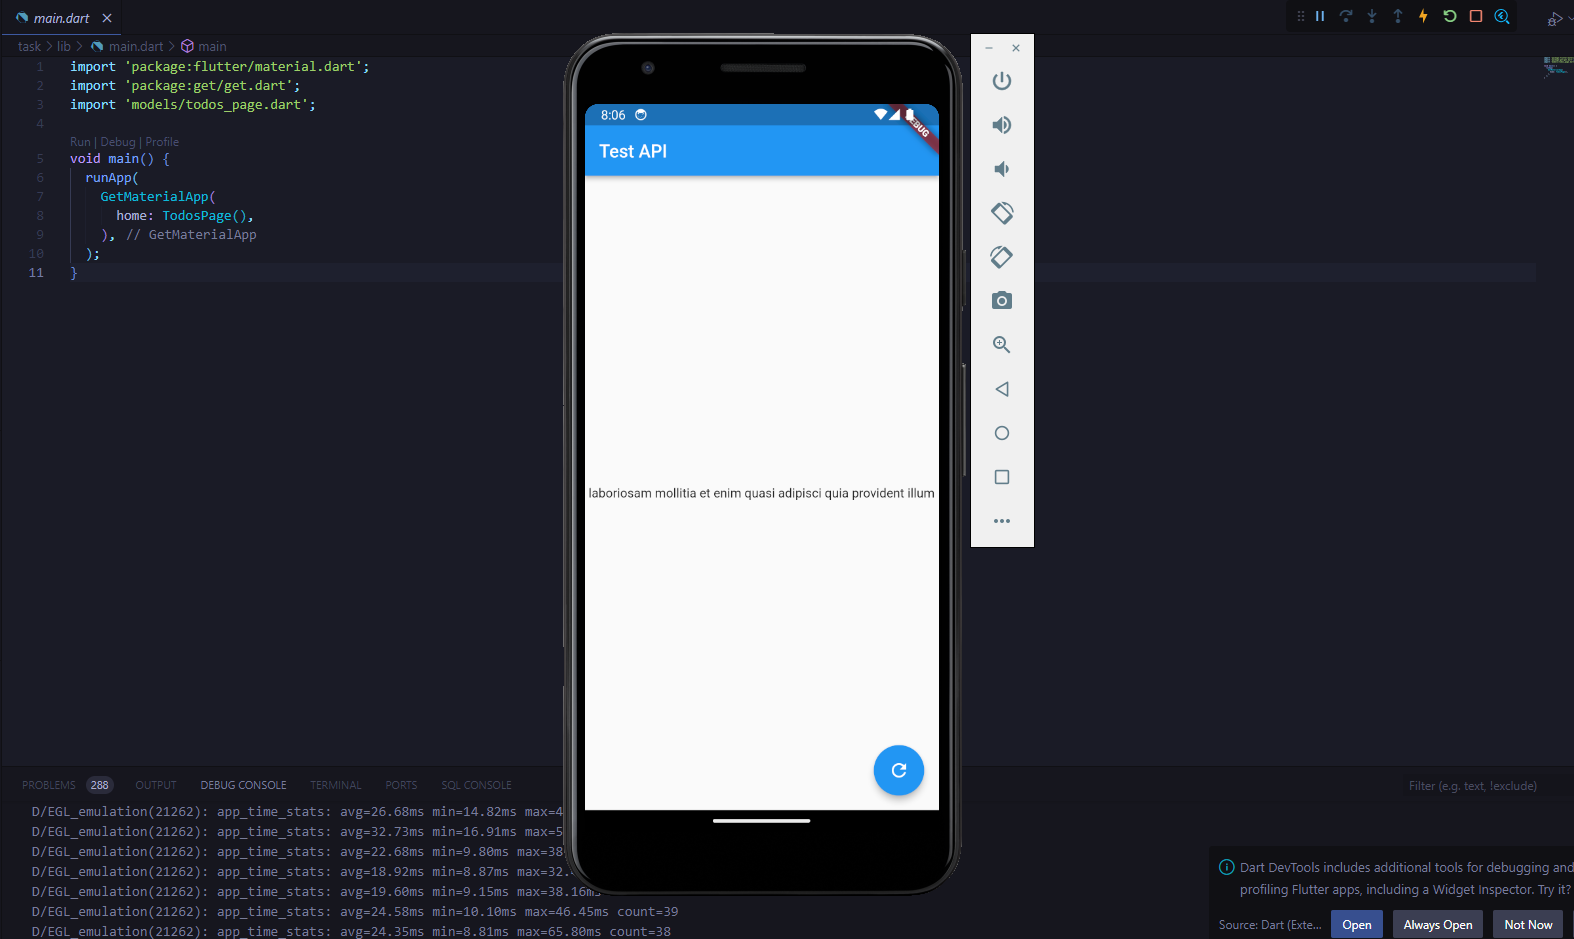 main.dart
task > lib > main.dart > main
1 import 'package:flutter/material.dart';
2 import 'package:get/get.dart';
3 import 'models/todos_page.dart';
4
Run | Debug | Profile
5 void main() {
6 runApp(
7 GetMaterialApp(
8 home: TodosPage(),
9 ), // GetMaterialApp
10 );
11 }
8:06
DEBUG
Test API
laboriosam mollitia et enim quasi adipisci quia provident illum
PROBLEMS 288 OUTPUT DEBUG CONSOLE TERMINAL PORTS SQL CONSOLE
Filter (e.g. text, !exclude)
D/EGL_emulation(21262): app_time_stats: avg=26.68ms min=14.82ms max=4
D/EGL_emulation(21262): app_time_stats: avg=32.73ms min=16.91ms max=5
D/EGL_emulation(21262): app_time_stats: avg=22.68ms min=9.80ms max=38
D/EGL_emulation(21262): app_time_stats: avg=18.92ms min=8.87ms max=32.
D/EGL_emulation(21262): app_time_stats: avg=19.60ms min=9.15ms max=38.16ms
D/EGL_emulation(21262): app_time_stats: avg=24.58ms min=10.10ms max=46.45ms count=39
D/EGL_emulation(21262): app_time_stats: avg=24.35ms min=8.81ms max=65.80ms count=38
Dart DevTools includes additional tools for debugging and
profiling Flutter apps, including a Widget Inspector. Try it?
Source: Dart (Exte... Open Always Open Not Now